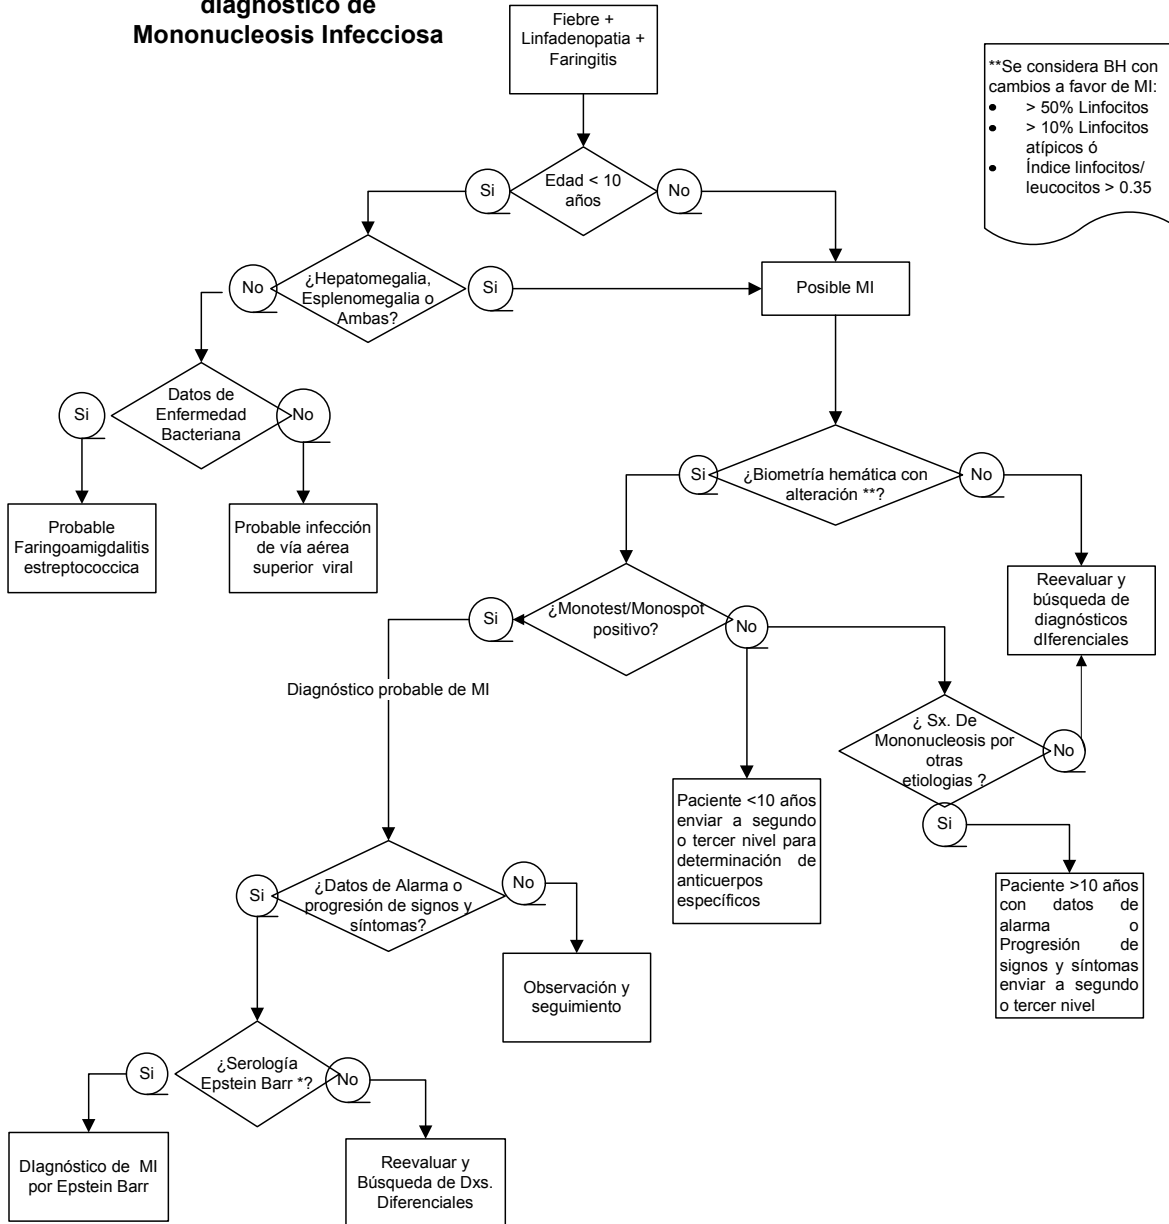 diagnóstico de
Mononucleosis Infecciosa
Fiebre +
Linfadenopatia +
Faringitis
**Se considera BH con
cambios a favor de MI:
• > 50% Linfocitos
• > 10% Linfocitos
atípicos ó
• Índice linfocitos/
leucocitos > 0.35
Si
Edad < 10
años
No
No
¿Hepatomegalia,
Esplenomegalia o
Ambas?
Si
Posible MI
Si
Datos de
Enfermedad
Bacteriana
No
Si
¿Biometría hemática con
alteración **?
No
Probable
Faringoamigdalitis
estreptococcica
Probable infección
de vía aérea
superior viral
Reevaluar y
búsqueda de
diagnósticos
dIferenciales
Si
¿Monotest/Monospot
positivo?
No
Diagnóstico probable de MI
¿ Sx. De
Mononucleosis por
otras
etiologias ?
No
Si
Paciente <10 años
enviar a segundo
o tercer nivel para
determinación de
anticuerpos
específicos
Paciente >10 años
con datos de
alarma o
Progresión de
signos y síntomas
enviar a segundo
o tercer nivel
Si
¿Datos de Alarma o
progresión de signos y
síntomas?
No
Observación y
seguimiento
Si
¿Serología
Epstein Barr *?
No
DIagnóstico de MI
por Epstein Barr
Reevaluar y
Búsqueda de Dxs.
Diferenciales